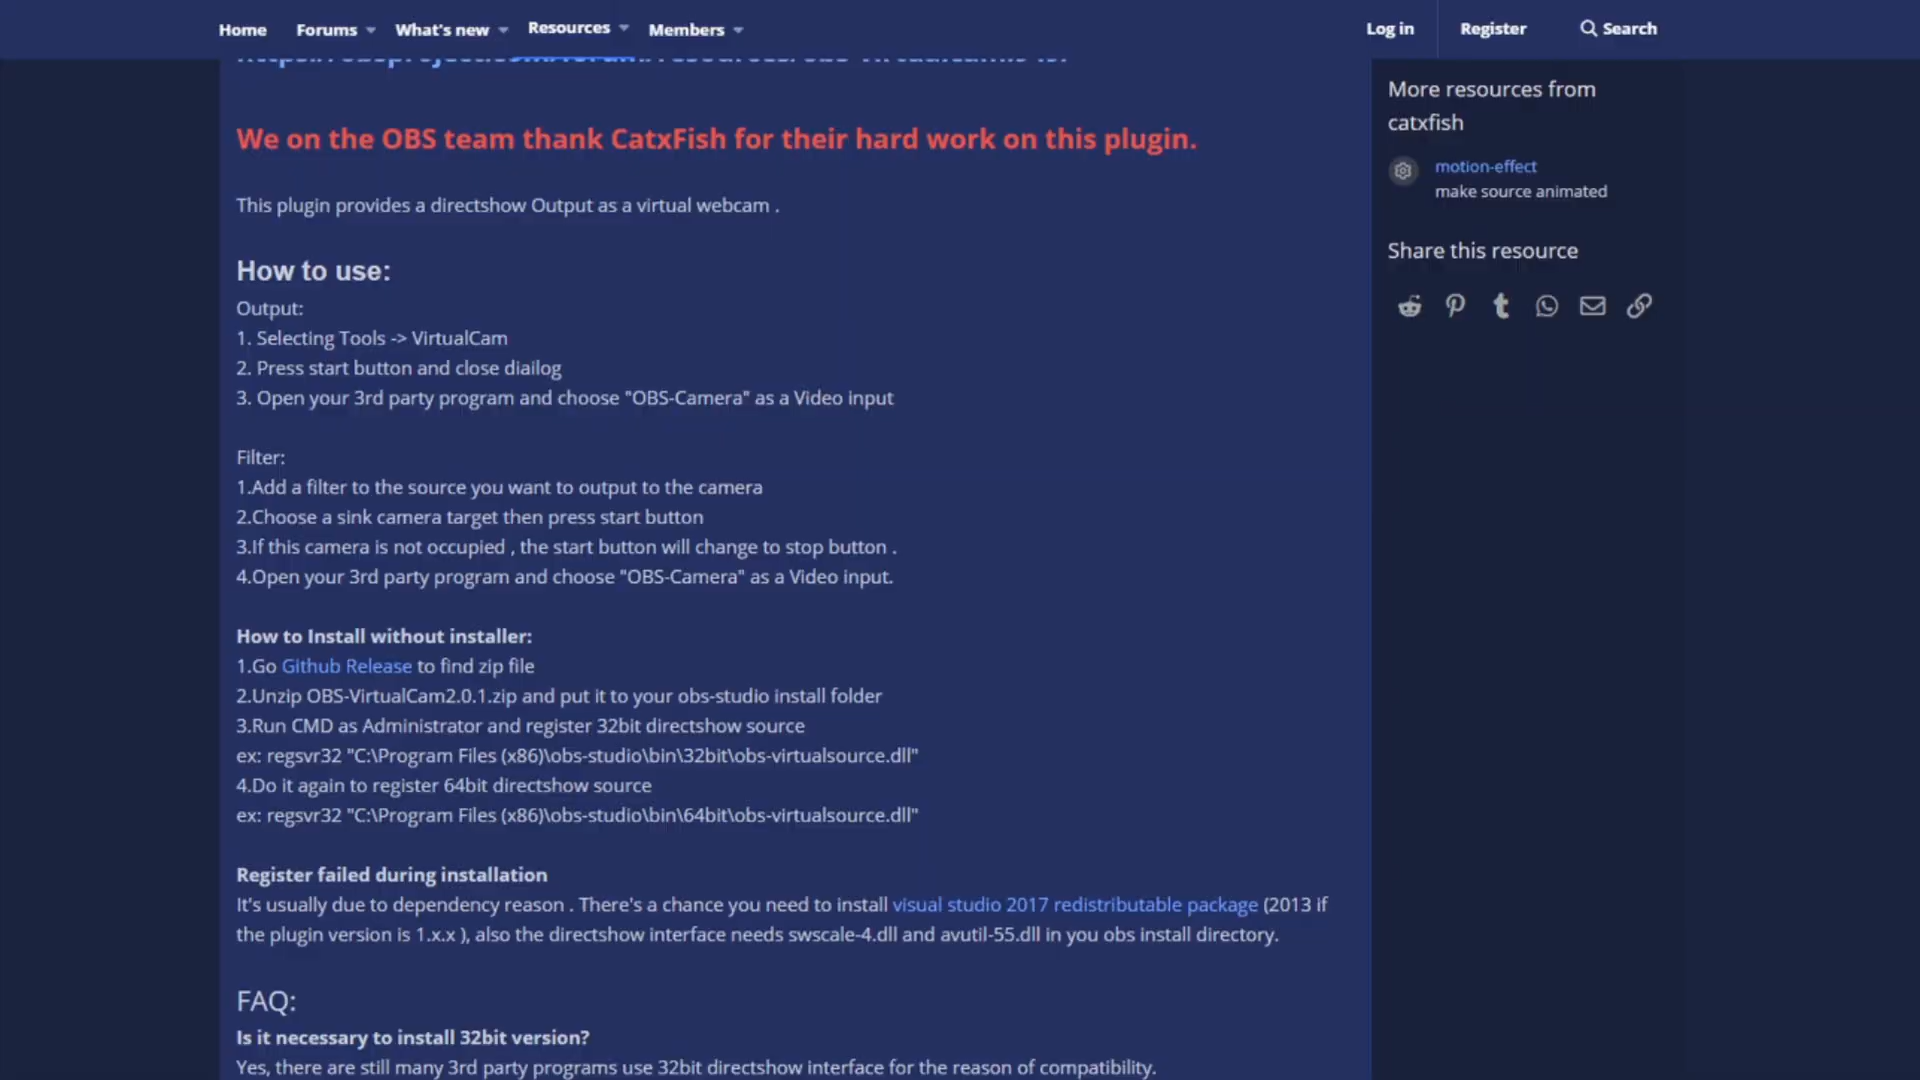 Home Forums What's new Resources Members Log in Register Search
We on the OBS team thank CatxFish for their hard work on this plugin.
This plugin provides a directshow Output as a virtual webcam .
How to use:
Output:
1. Selecting Tools -> VirtualCam
2. Press start button and close diailog
3. Open your 3rd party program and choose "OBS-Camera" as a Video input
Filter:
1.Add a filter to the source you want to output to the camera
2.Choose a sink camera target then press start button
3.If this camera is not occupied , the start button will change to stop button .
4.Open your 3rd party program and choose "OBS-Camera" as a Video input.
How to Install without installer:
1.Go Github Release to find zip file
2.Unzip OBS-VirtualCam2.0.1.zip and put it to your obs-studio install folder
3.Run CMD as Administrator and register 32bit directshow source
ex: regsvr32 "C:\Program Files (x86)\obs-studio\bin\32bit\obs-virtualsource.dll"
4.Do it again to register 64bit directshow source
ex: regsvr32 "C:\Program Files (x86)\obs-studio\bin\64bit\obs-virtualsource.dll"
Register failed during installation
It's usually due to dependency reason . There's a chance you need to install visual studio 2017 redistributable package (2013 if
the plugin version is 1.x.x ), also the directshow interface needs swscale-4.dll and avutil-55.dll in you obs install directory.
FAQ:
Is it necessary to install 32bit version?
Yes, there are still many 3rd party programs use 32bit directshow interface for the reason of compatibility.
More resources from
catxfish
motion-effect
make source animated
Share this resource